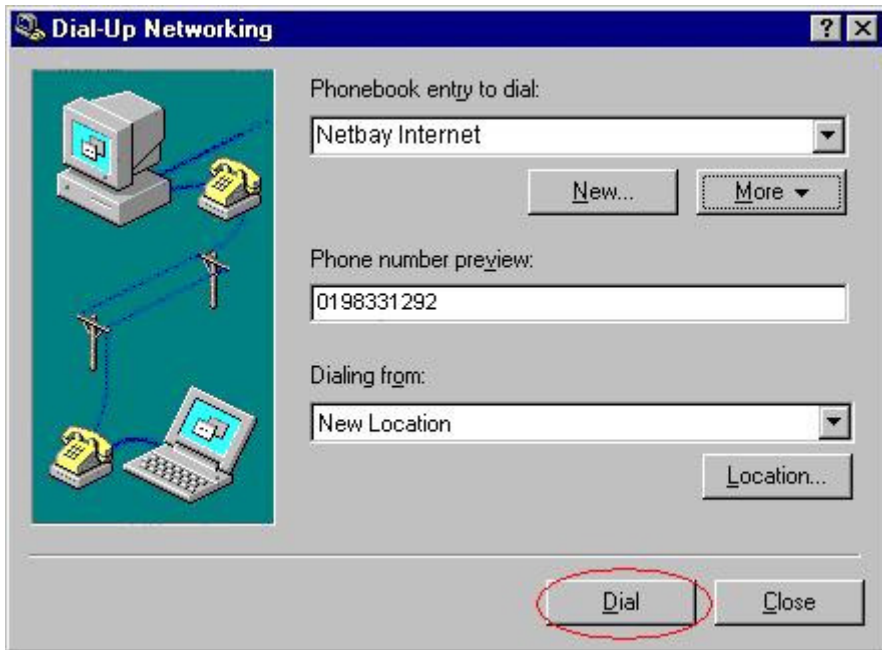 Dial-Up Networking
Phonebook entry to dial:
Netbay Internet
New...
More
Phone number preview:
0198331292
Dialing from:
New Location
Location...
Dial
Close